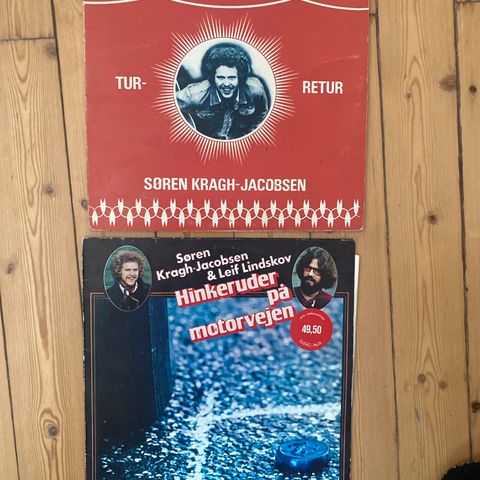 TUR-
RETUR
SØREN KRAGH-JACOBSEN
Søren
Kragh-Jacobsen
& Leif Lindskov
Hinkeruder
på
motorvejen
49,50